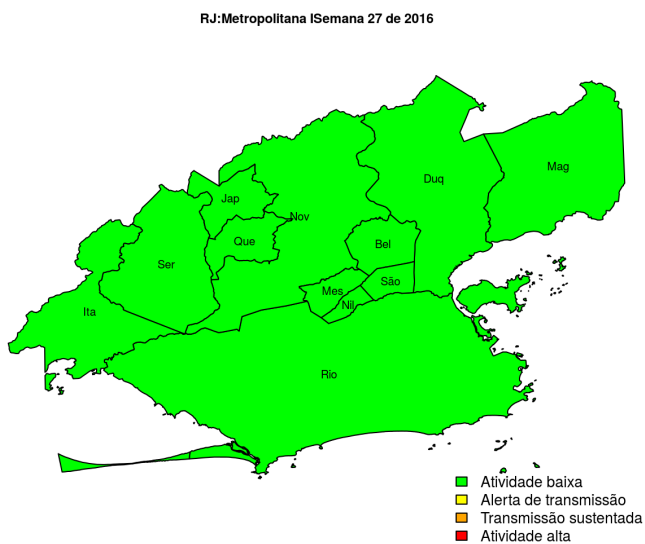 RJ:Metropolitana ISemana 27 de 2016
Mag
Duq
Jap
Nov
Que
Bel
Ser
São
Mes
Nil
Ita
Rio
Atividade baixa
Alerta de transmissão
Transmissão sustentada
Atividade alta